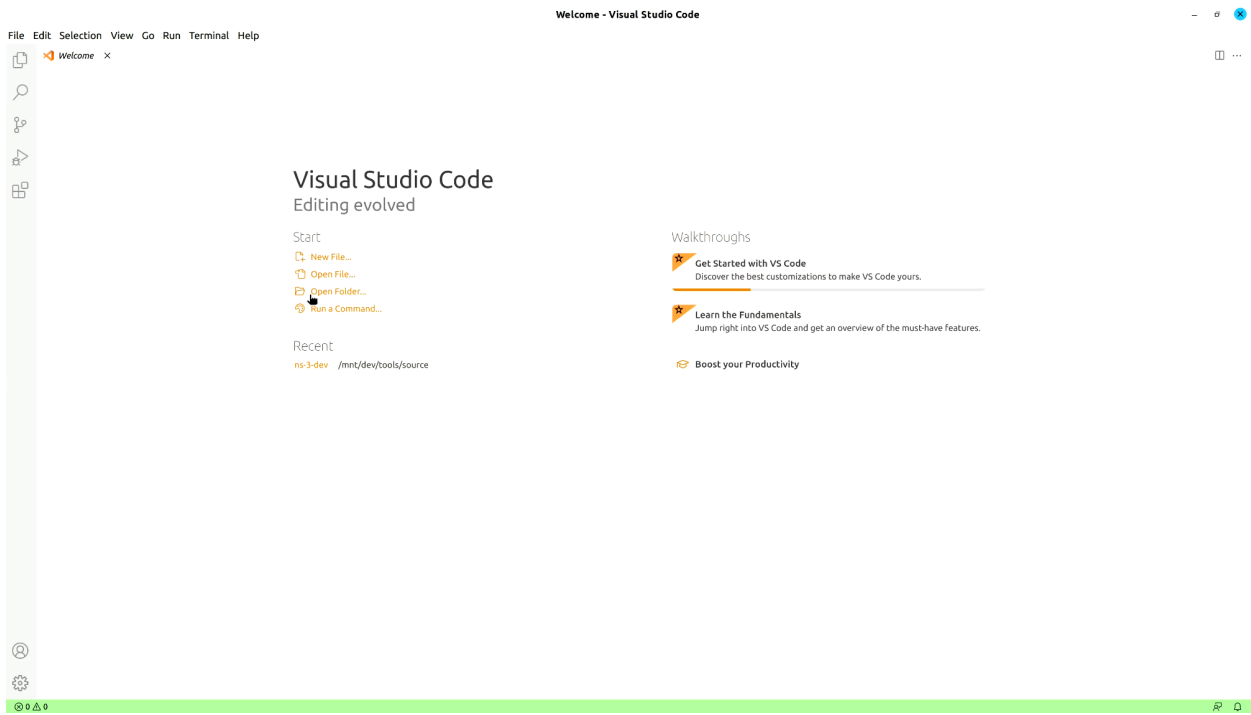 Welcome - Visual Studio Code
File Edit Selection View Go Run Terminal Help
Welcome
Visual Studio Code
Editing evolved
Start
New File...
Open File...
Open Folder...
Run a Command...
Recent
ns-3-dev /mnt/dev/tools/source
Walkthroughs
Get Started with VS Code
Discover the best customizations to make VS Code yours.
Learn the Fundamentals
Jump right into VS Code and get an overview of the must-have features.
Boost your Productivity
0 0